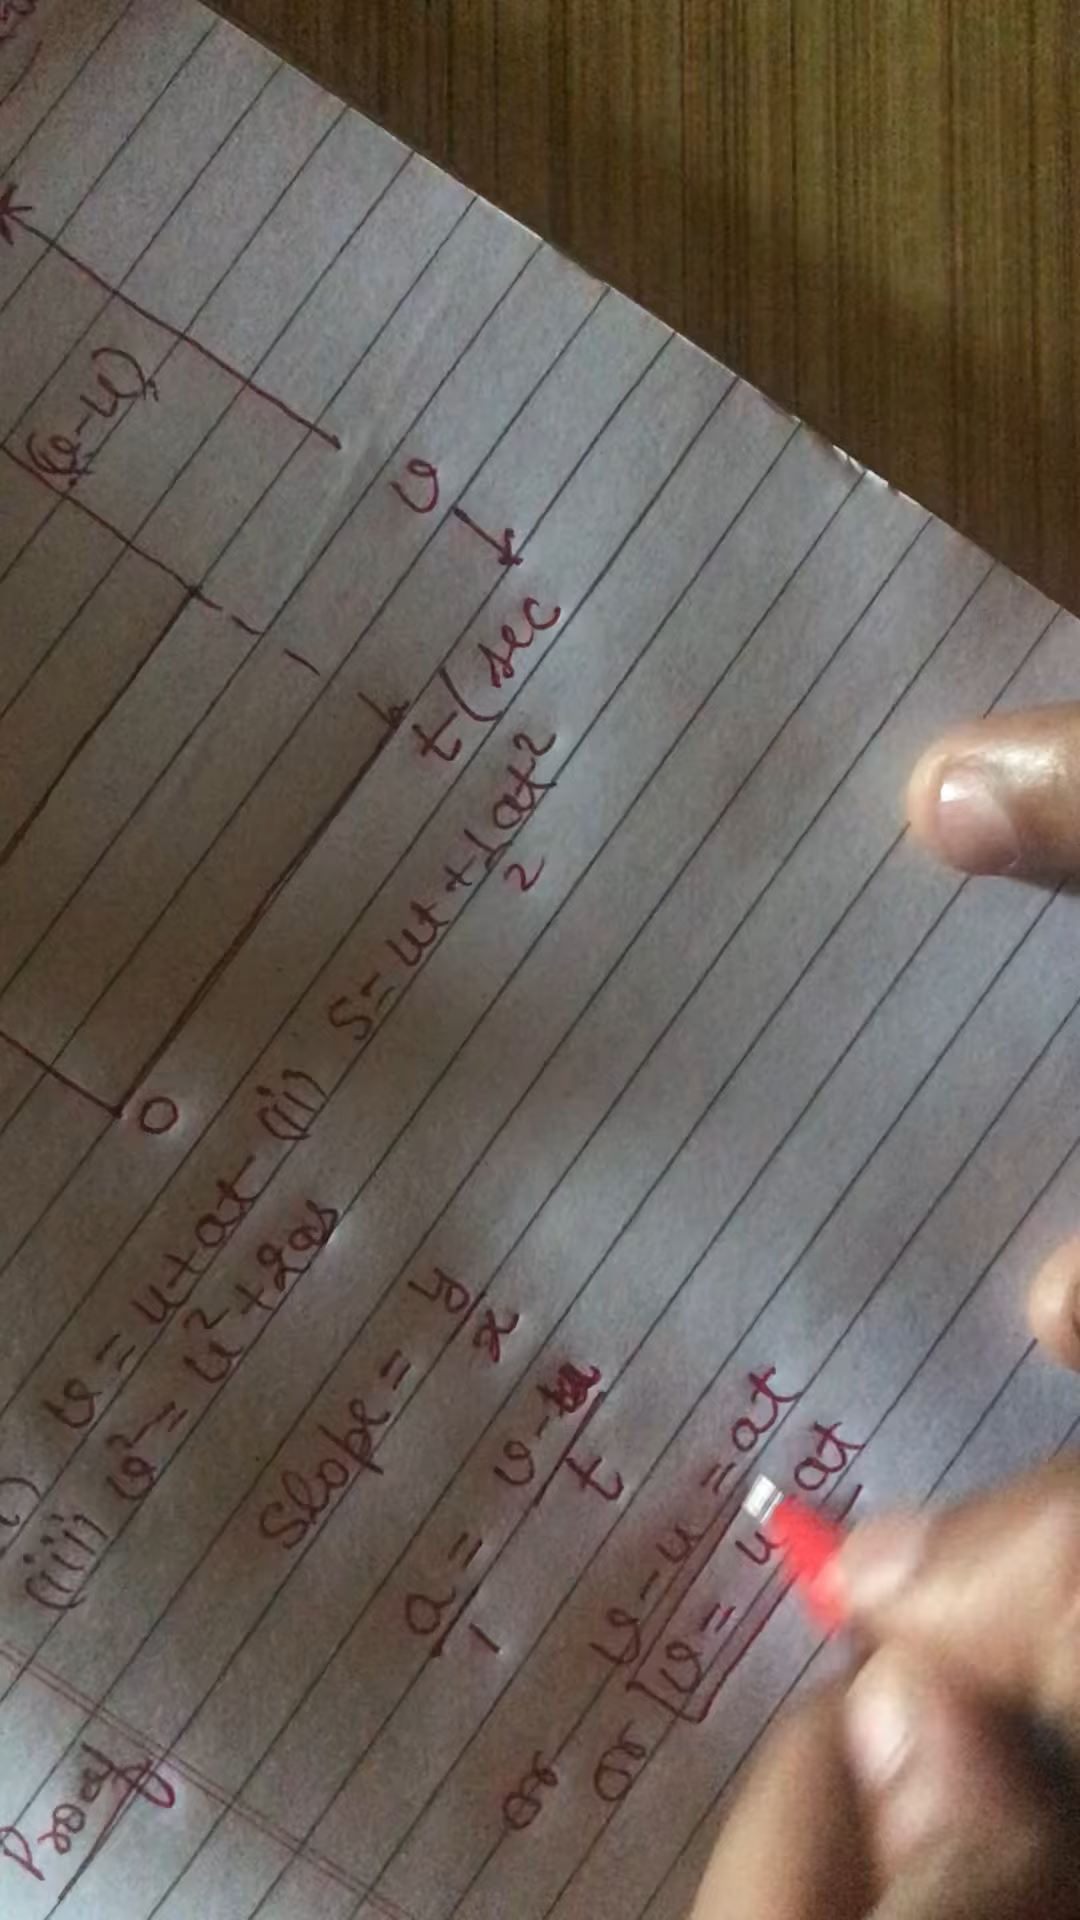 (v-u)
v
t (sec
O
v = u + at (ii) s = ut + 1/2 at²
(iii) v² = u² + 2as
Proof
Slope = y/x
a/1 = v-u/t
or v-u = at
or v = u at